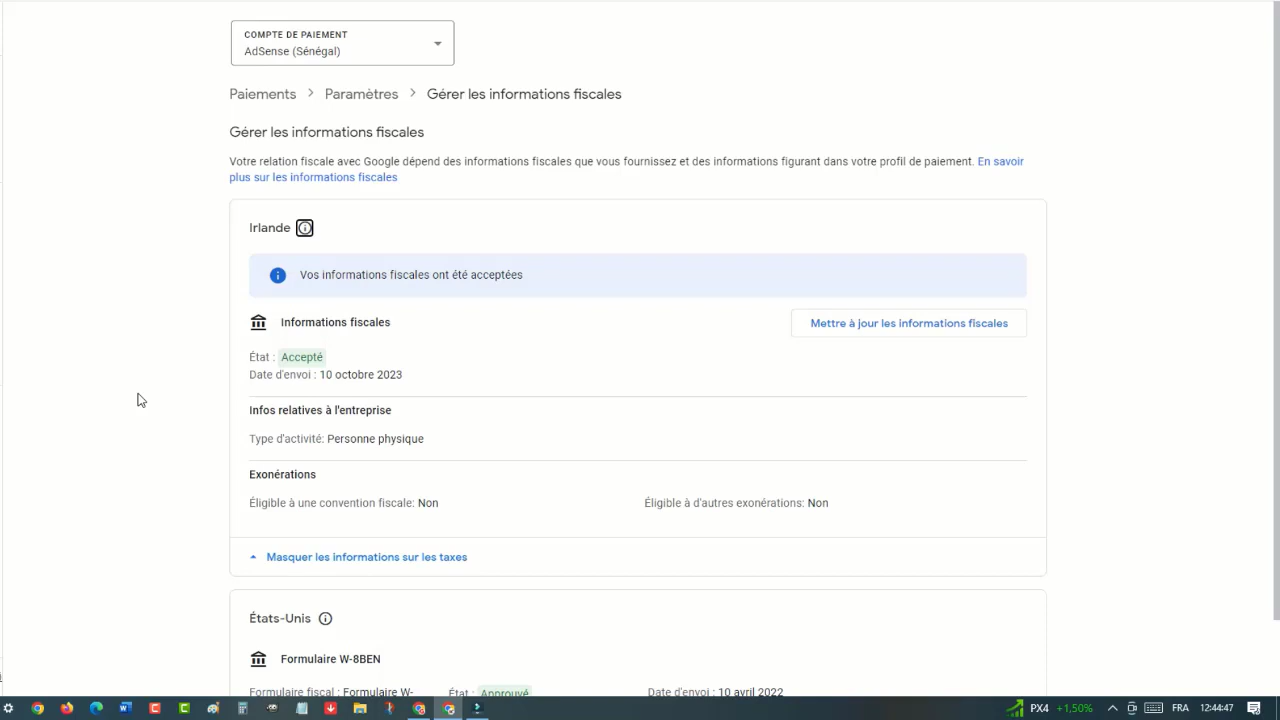 COMPTE DE PAIEMENT
AdSense (Sénégal)
Paiements > Paramètres > Gérer les informations fiscales
Gérer les informations fiscales
Votre relation fiscale avec Google dépend des informations fiscales que vous fournissez et des informations figurant dans votre profil de paiement. En savoir
plus sur les informations fiscales
Irlande
Vos informations fiscales ont été acceptées
Informations fiscales
Mettre à jour les informations fiscales
État : Accepté
Date d'envoi : 10 octobre 2023
Infos relatives à l'entreprise
Type d'activité: Personne physique
Exonérations
Éligible à une convention fiscale: Non
Éligible à d'autres exonérations: Non
Masquer les informations sur les taxes
États-Unis
Formulaire W-8BEN
Formulaire fiscal : Formulaire W-
État : Approuvé
Date d'envoi : 10 avril 2022
PX4 +1,50% FRA 12:44:47